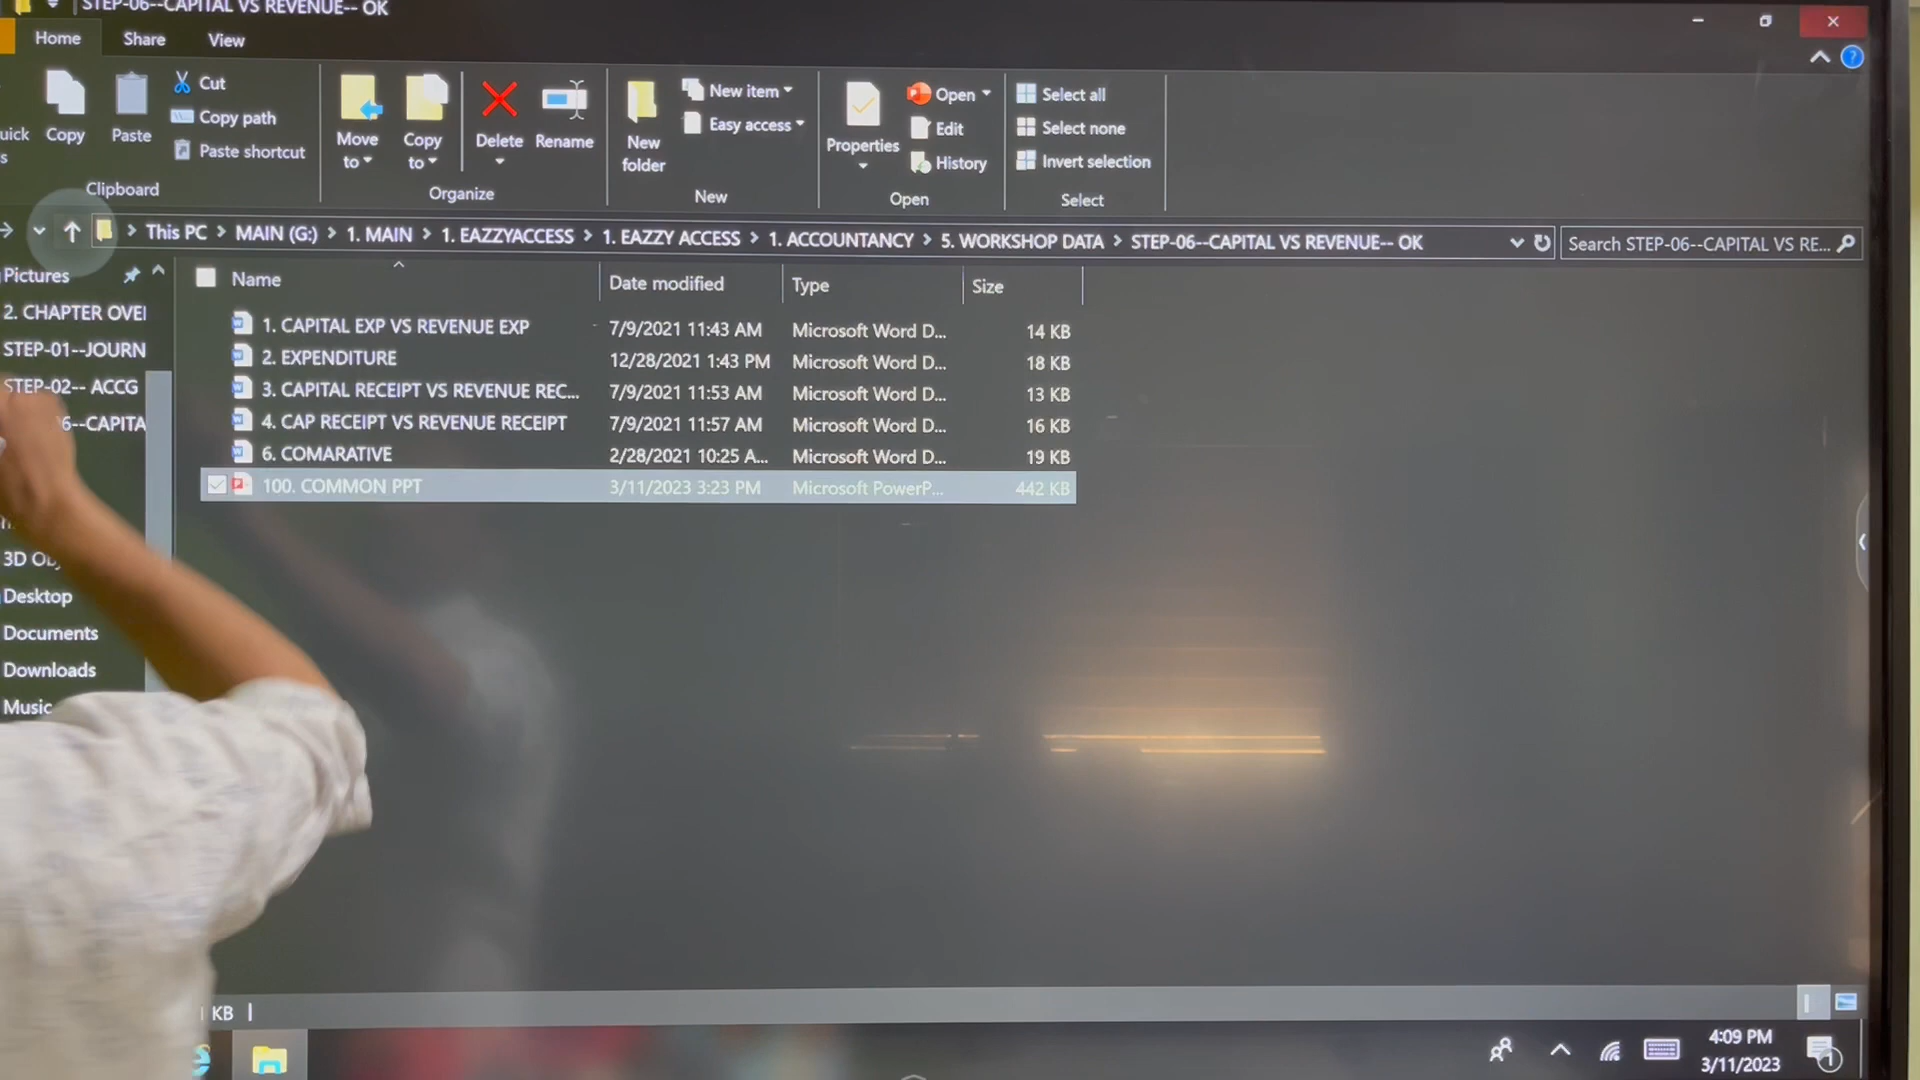 STEP-06--CAPITAL VS REVENUE-- OK
Home Share View
Copy Paste Cut
Copy path
Paste shortcut
Clipboard
Move to
Copy to
Delete Rename
Organize
New folder
New item
Easy access
New
Properties
Open
Edit
History
Open
Select all
Select none
Invert selection
Select
This PC > MAIN (G:) > 1. MAIN > 1. EAZZYACCESS > 1. EAZZY ACCESS > 1. ACCOUNTANCY > 5. WORKSHOP DATA > STEP-06--CAPITAL VS REVENUE-- OK
Search STEP-06--CAPITAL VS RE...
Pictures
2. CHAPTER OVE
STEP-01--JOURN
STEP-02-- ACCG
6--CAPITA
3D
Desktop
Documents
Downloads
Music
Name Date modified Type Size
1. CAPITAL EXP VS REVENUE EXP 7/9/2021 11:43 AM Microsoft Word D... 14 KB
2. EXPENDITURE 12/28/2021 1:43 PM Microsoft Word D... 18 KB
3. CAPITAL RECEIPT VS REVENUE REC... 7/9/2021 11:53 AM Microsoft Word D... 13 KB
4. CAP RECEIPT VS REVENUE RECEIPT 7/9/2021 11:57 AM Microsoft Word D... 16 KB
6. COMARATIVE 2/28/2021 10:25 A... Microsoft Word D... 19 KB
100. COMMON PPT 3/11/2023 3:23 PM Microsoft PowerP... 442 KB
KB
4:09 PM
3/11/2023
1